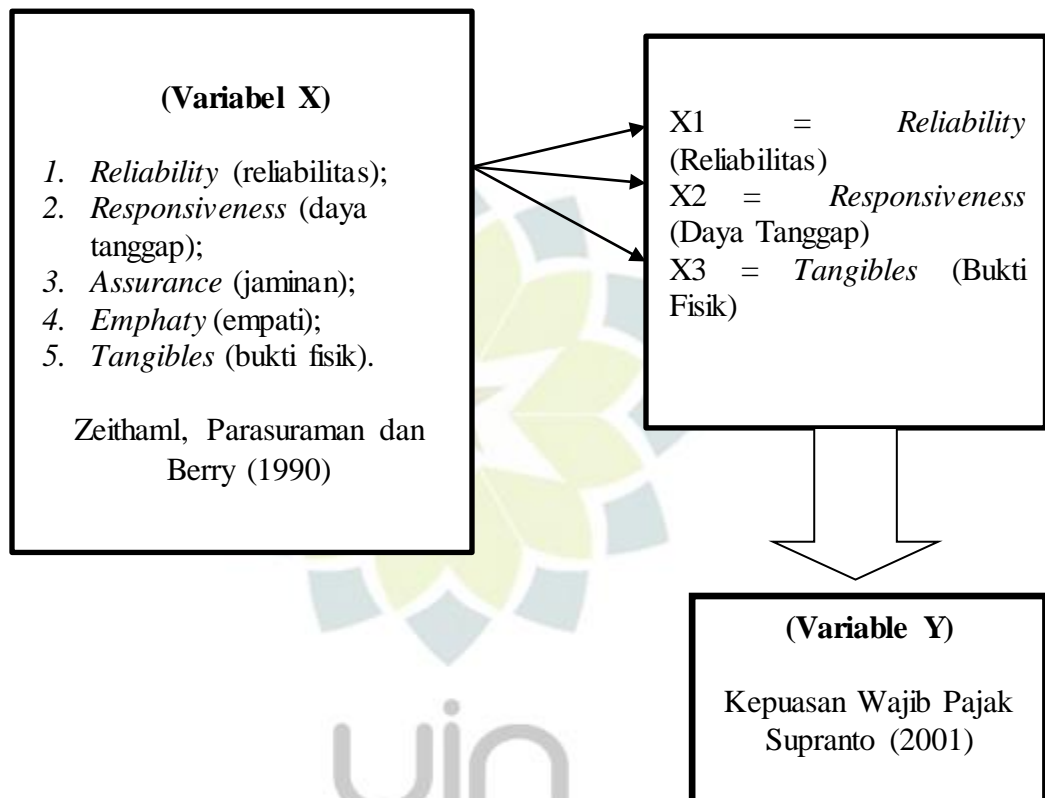 (Variabel X)
1. Reliability (reliabilitas);
2. Responsiveness (daya
tanggap);
3. Assurance (jaminan);
4. Emphaty (empati);
5. Tangibles (bukti fisik).
Zeithaml, Parasuraman dan
Berry (1990)
X1 = Reliability
(Reliabilitas)
X2 = Responsiveness
(Daya Tanggap)
X3 = Tangibles (Bukti
Fisik)
(Variable Y)
Kepuasan Wajib Pajak
Supranto (2001)
uin